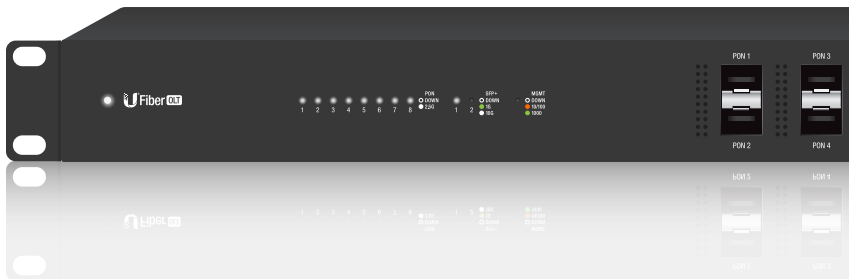 U Fiber OLT
PON
DOWN
2.5G
1 2 3 4 5 6 7 8
SFP+
DOWN
1G
10G
1 2
MGMT
DOWN
10/100
1000
PON 1
PON 3
PON 2
PON 4